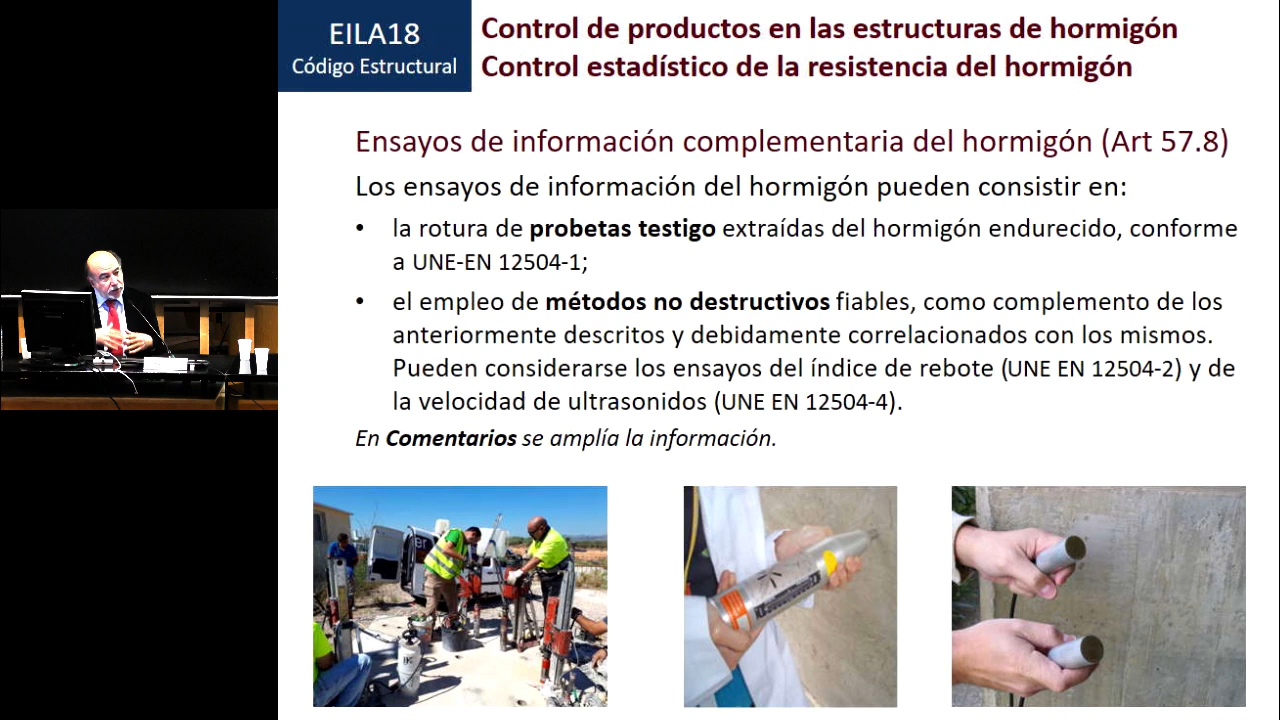 EILA18
Código Estructural
Control de productos en las estructuras de hormigón
Control estadístico de la resistencia del hormigón
Ensayos de información complementaria del hormigón (Art 57.8)
Los ensayos de información del hormigón pueden consistir en:
• la rotura de probetas testigo extraídas del hormigón endurecido, conforme
a UNE-EN 12504-1;
• el empleo de métodos no destructivos fiables, como complemento de los
anteriormente descritos y debidamente correlacionados con los mismos.
Pueden considerarse los ensayos del índice de rebote (UNE EN 12504-2) y de
la velocidad de ultrasonidos (UNE EN 12504-4).
En Comentarios se amplía la información.